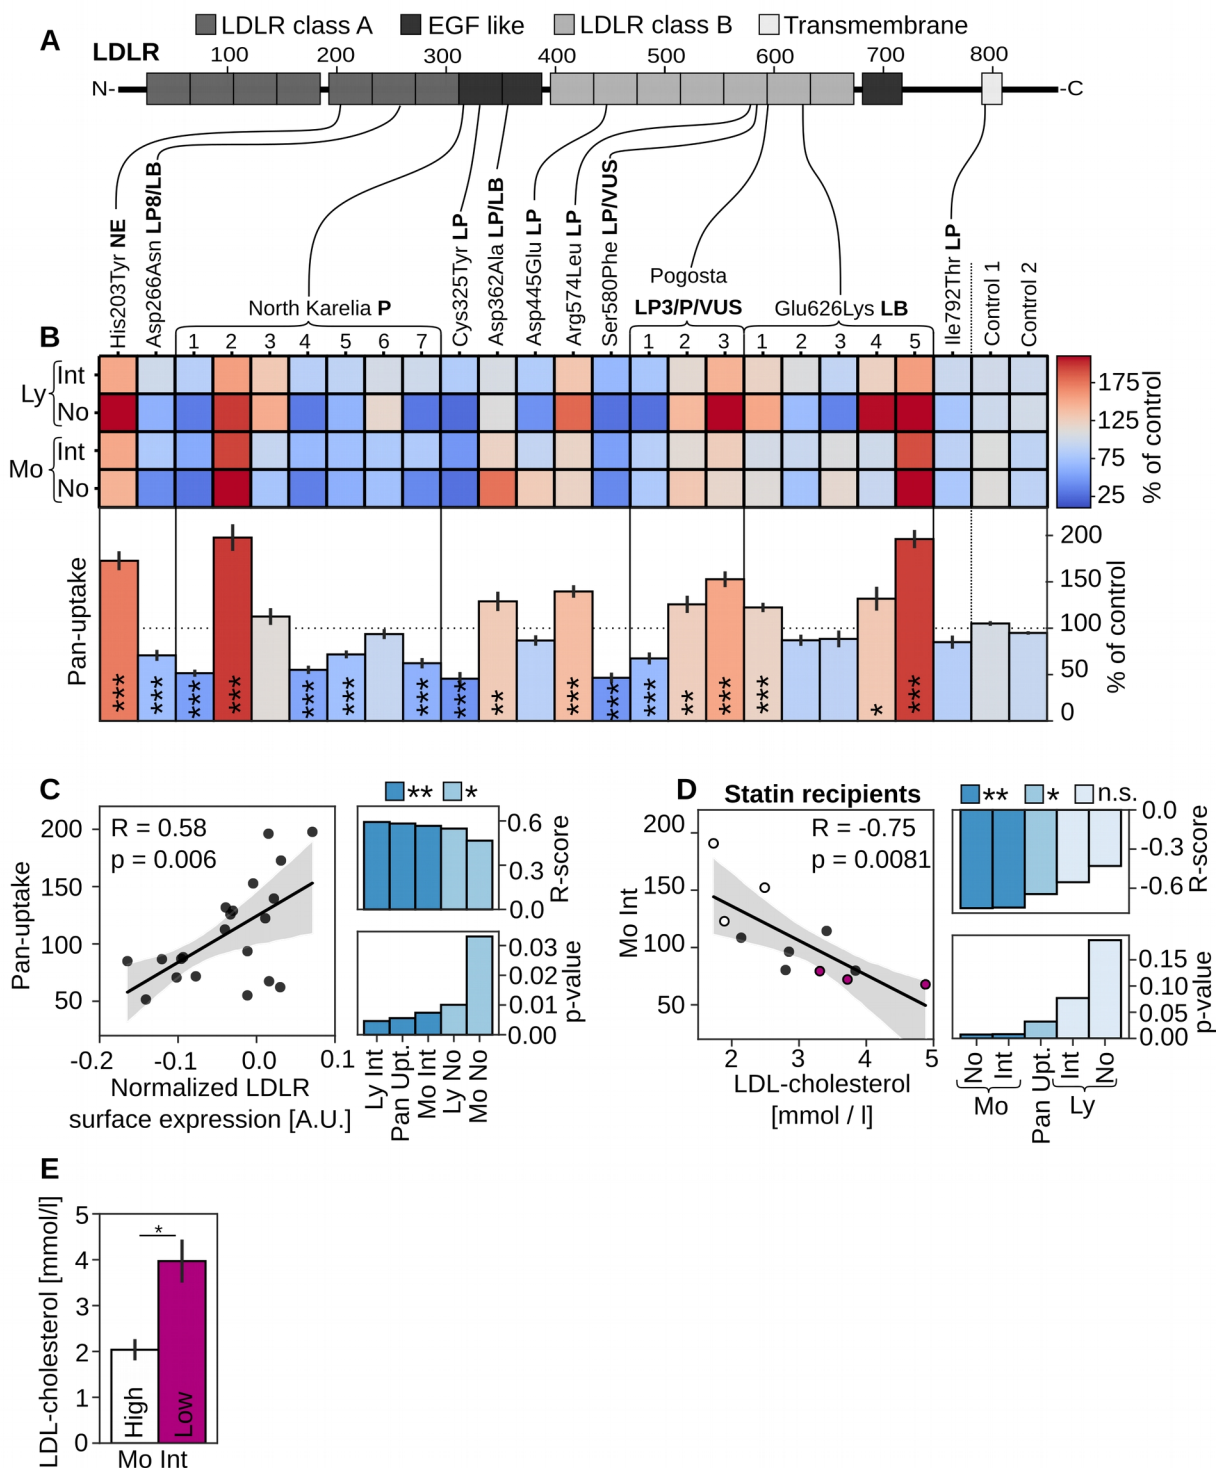 A
LDLR class A
EGF like
LDLR class B
Transmembrane
LDLR
100 200 300 400 500 600 700 800
N-
-C
His203Tyr NE
Asp266Asn LP8/LB
North Karelia P
Cys325Tyr LP
Asp362Ala LP/LB
Asp445Glu LP
Arg574Leu LP
Ser580Phe LP/VUS
Pogosta
LP3/P/VUS
Glu626Lys LB
Ile792Thr LP
Control 1
Control 2
B
1 2 3 4 5 6 7 1 2 3 1 2 3 4 5
Ly
Int
No
Mo
Int
No
175
125
75
25
% of control
Pan-uptake
200
150
100
50
0
% of control
*** *** *** *** *** *** *** *** ** *** *** *** ** *** *** * ***
C
R = 0.58
p = 0.006
Pan-uptake
200
150
100
50
-0.2 -0.1 0.0 0.1
Normalized LDLR
surface expression [A.U.]
** *
0.6
0.3
0.0
R-score
0.03
0.02
0.01
0.00
p-value
Ly Int
Pan Upt.
Mo Int
Ly No
Mo No
D
Statin recipients
R = -0.75
p = 0.0081
Mo Int
200
150
100
50
2 3 4 5
LDL-cholesterol
[mmol / l]
** * n.s.
0.0
-0.3
-0.6
R-score
0.15
0.10
0.05
0.00
p-value
No
Int
Pan Upt.
Int
No
Mo
Ly
E
LDL-cholesterol [mmol/l]
5
4
3
2
1
0
*
High
Low
Mo Int